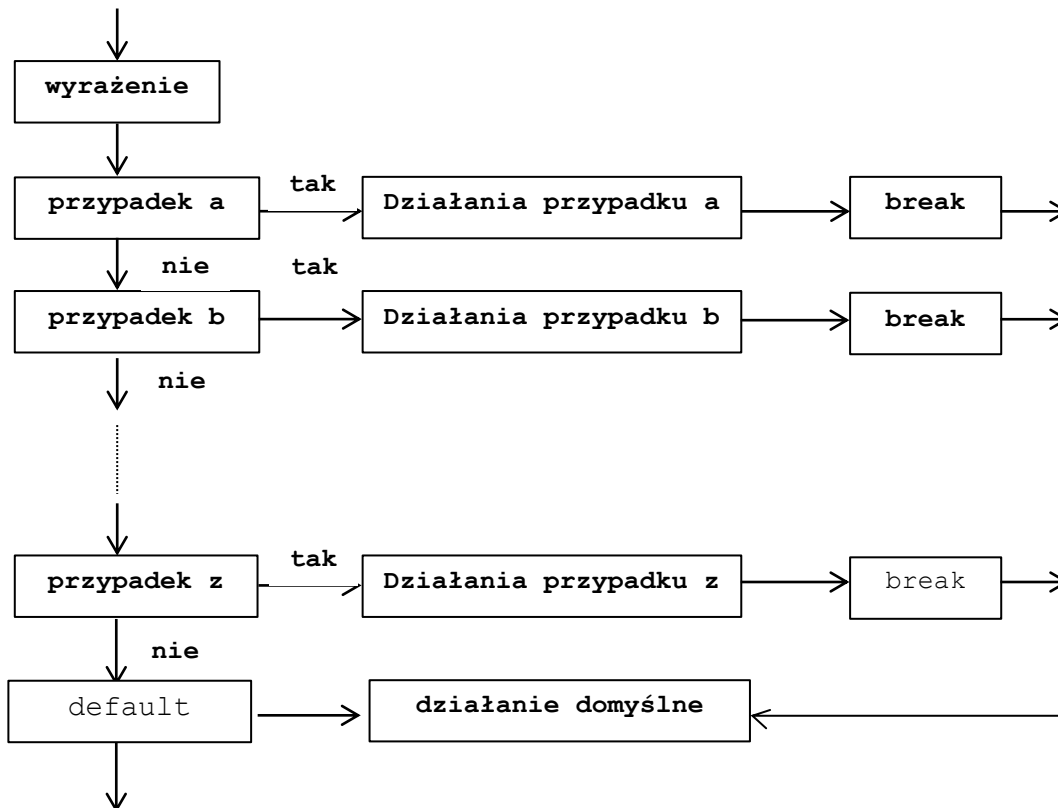 wyrażenie
tak
przypadek a
Działania przypadku a
break
nie
tak
przypadek b
Działania przypadku b
break
nie
tak
przypadek z
Działania przypadku z
break
nie
default
działanie domyślne